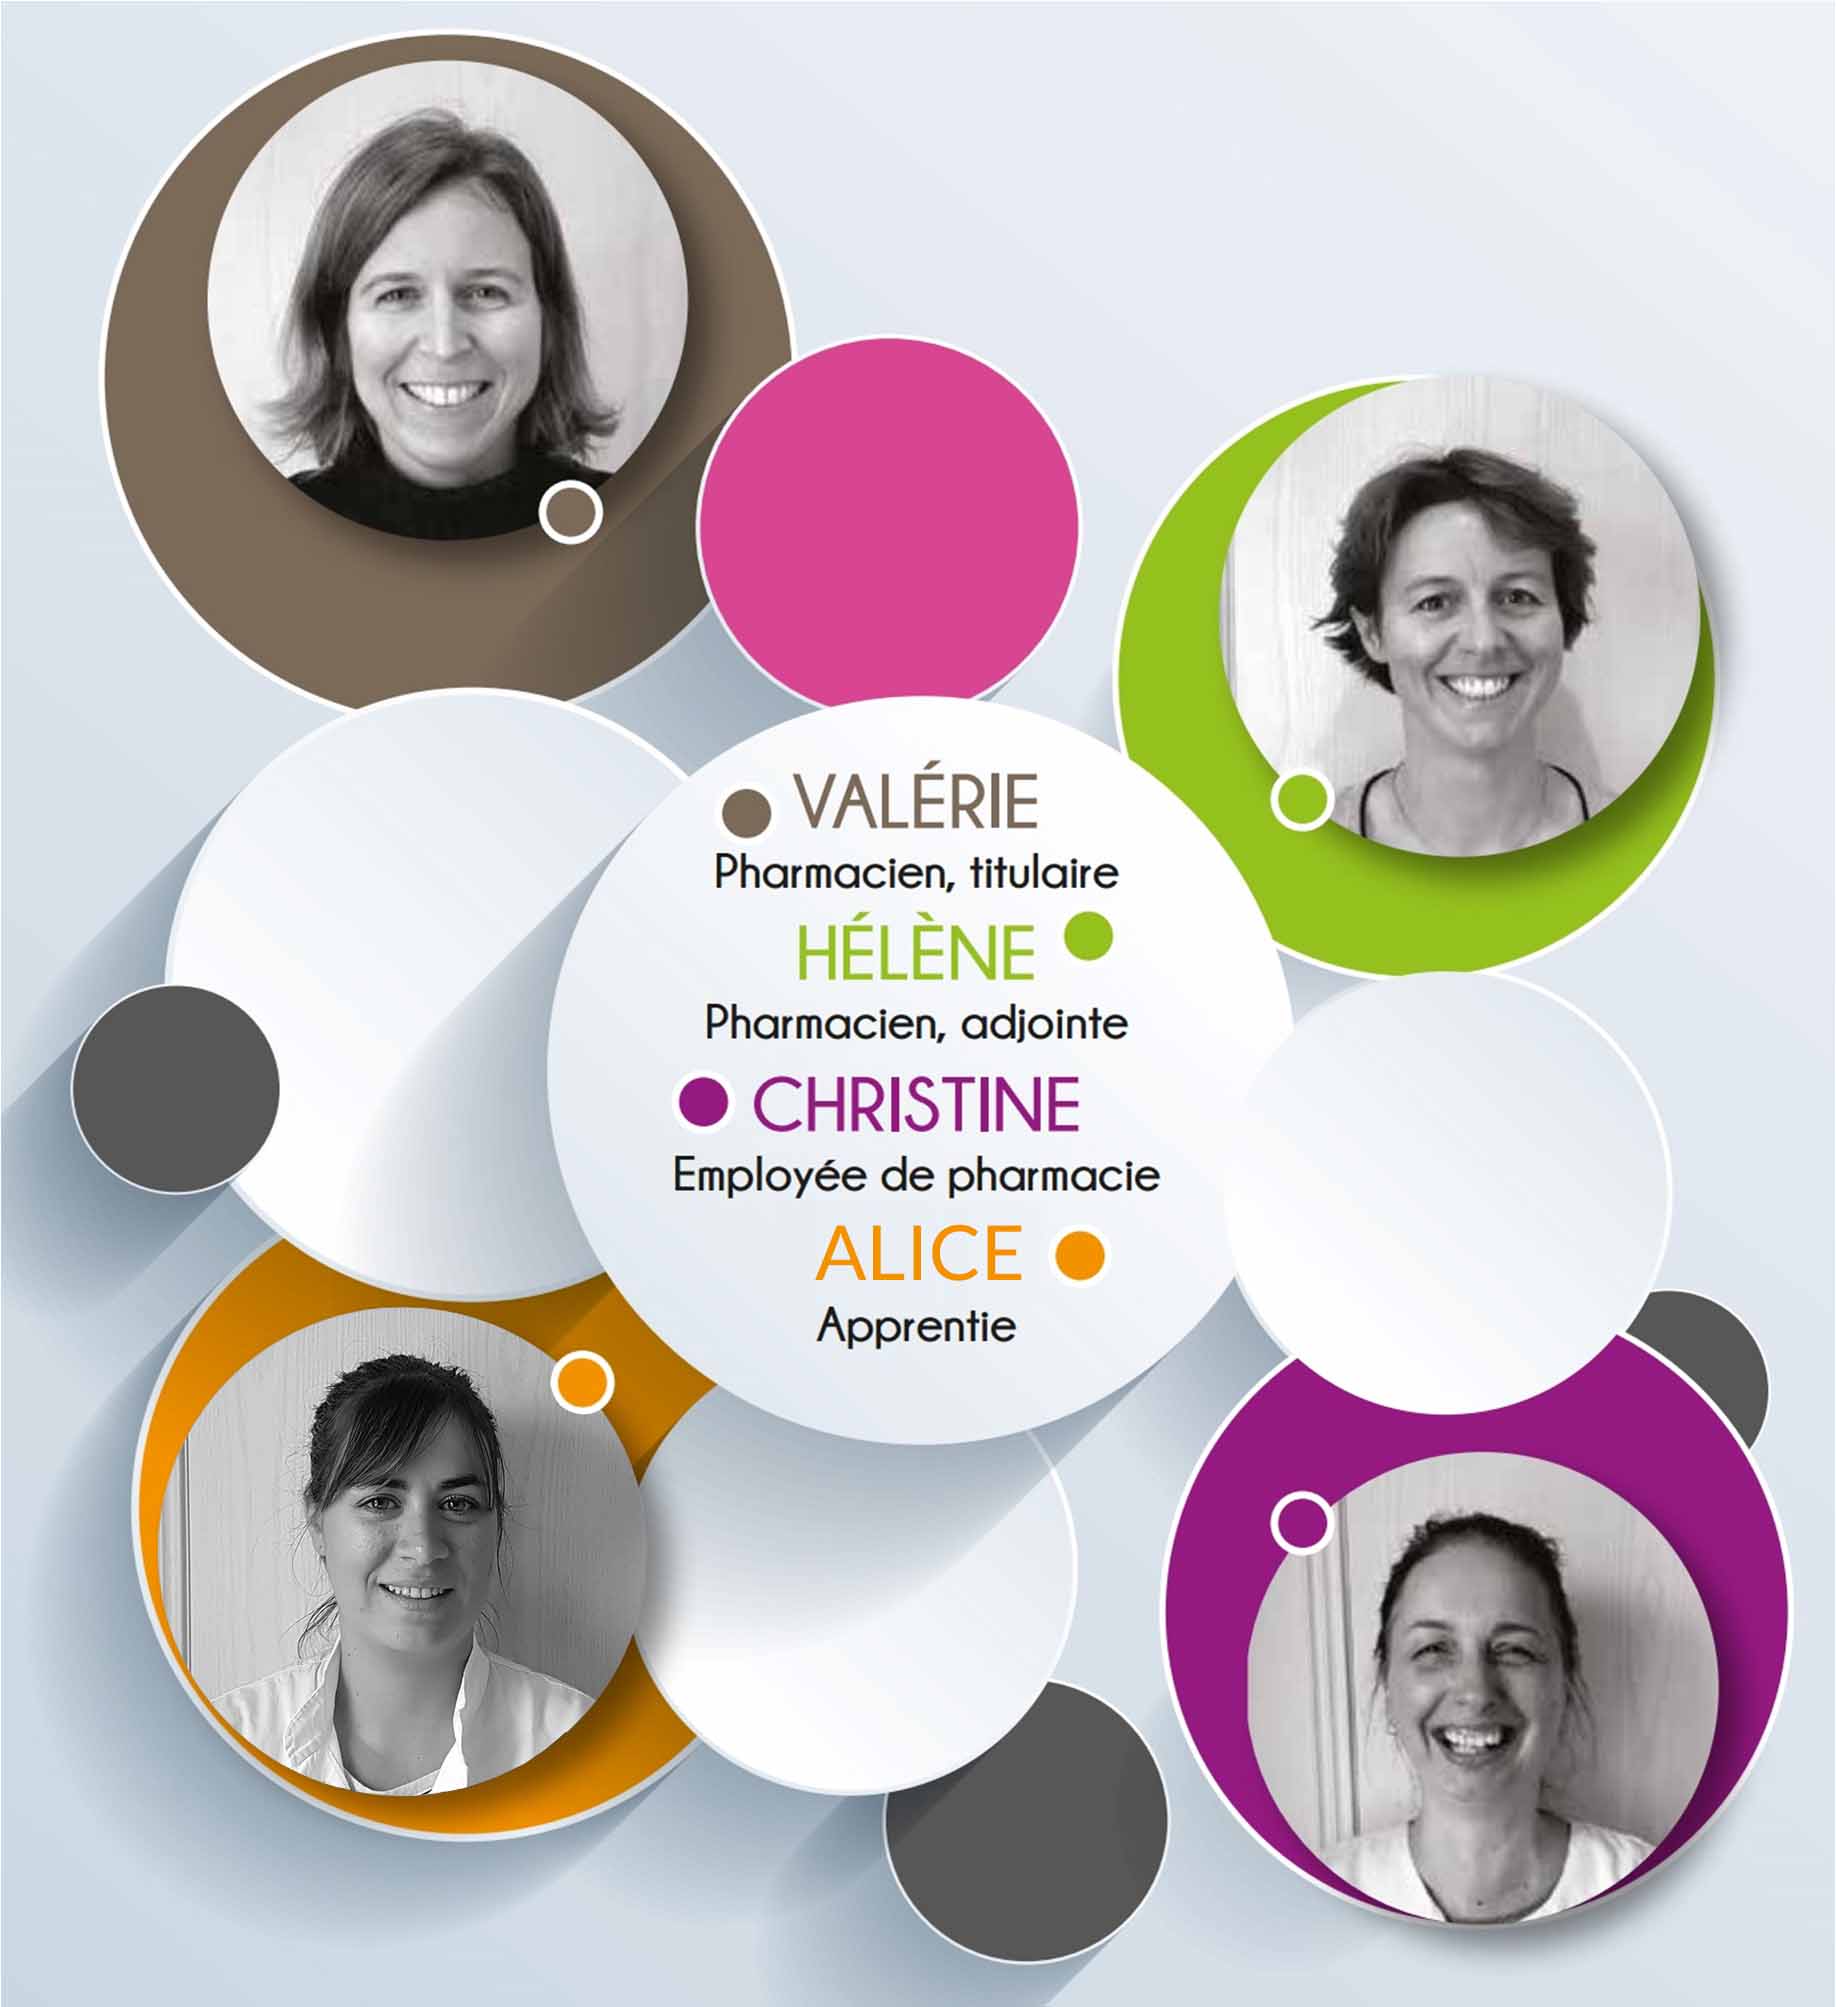 VALÉRIE
Pharmacien, titulaire
HÉLÈNE
Pharmacien, adjointe
CHRISTINE
Employée de pharmacie
ALICE
Apprentie